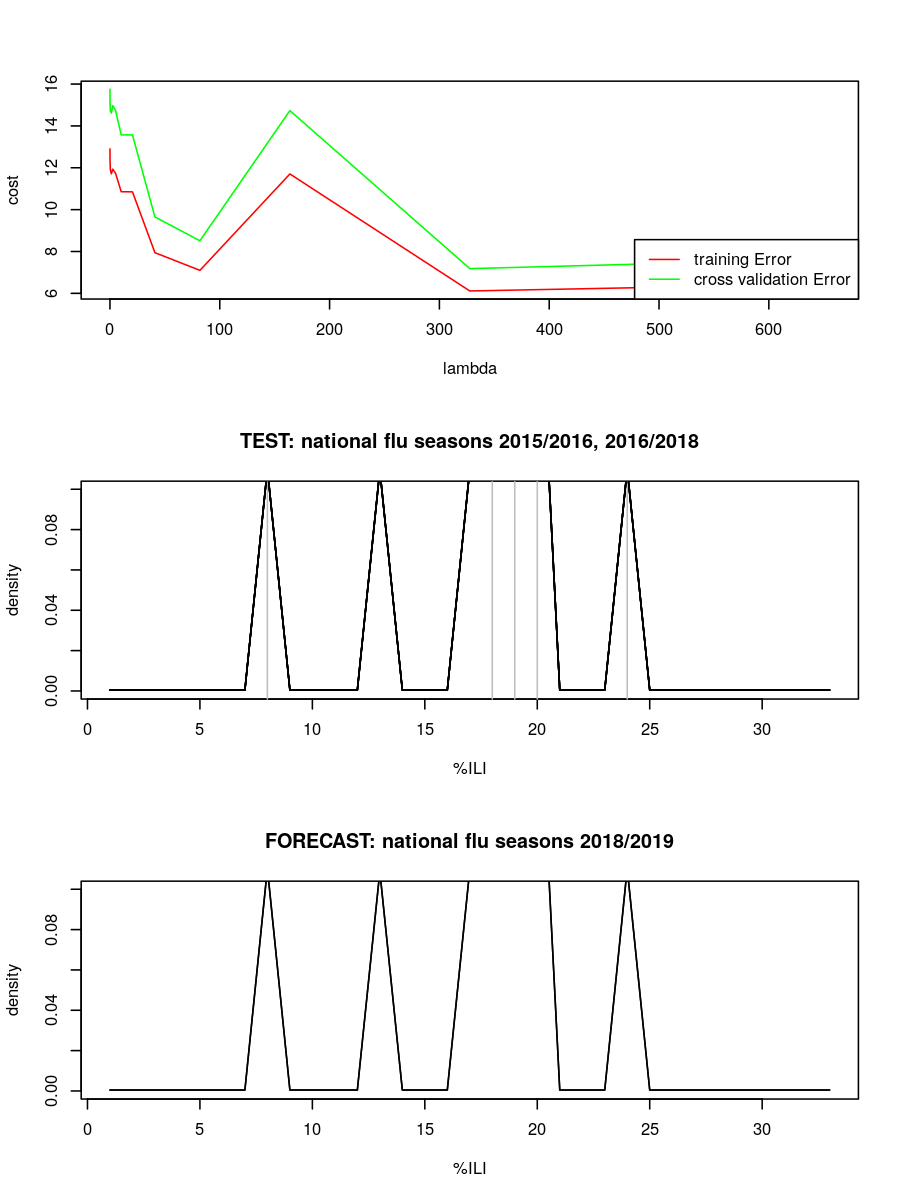 16
14
12
10
8
6
cost
training Error
cross validation Error
0 100 200 300 400 500 600
lambda
TEST: national flu seasons 2015/2016, 2016/2018
0.08
0.04
0.00
density
0 5 10 15 20 25 30
%ILI
FORECAST: national flu seasons 2018/2019
0.08
0.04
0.00
density
0 5 10 15 20 25 30
%ILI